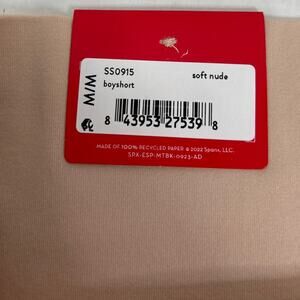 M/M
SS0915
soft nude
boyshort
8 43953 27539 8
MADE OF 100% RECYCLED PAPER © 2022 Spanx, LLC.
SPX-ESP-MTBK-0923-AD